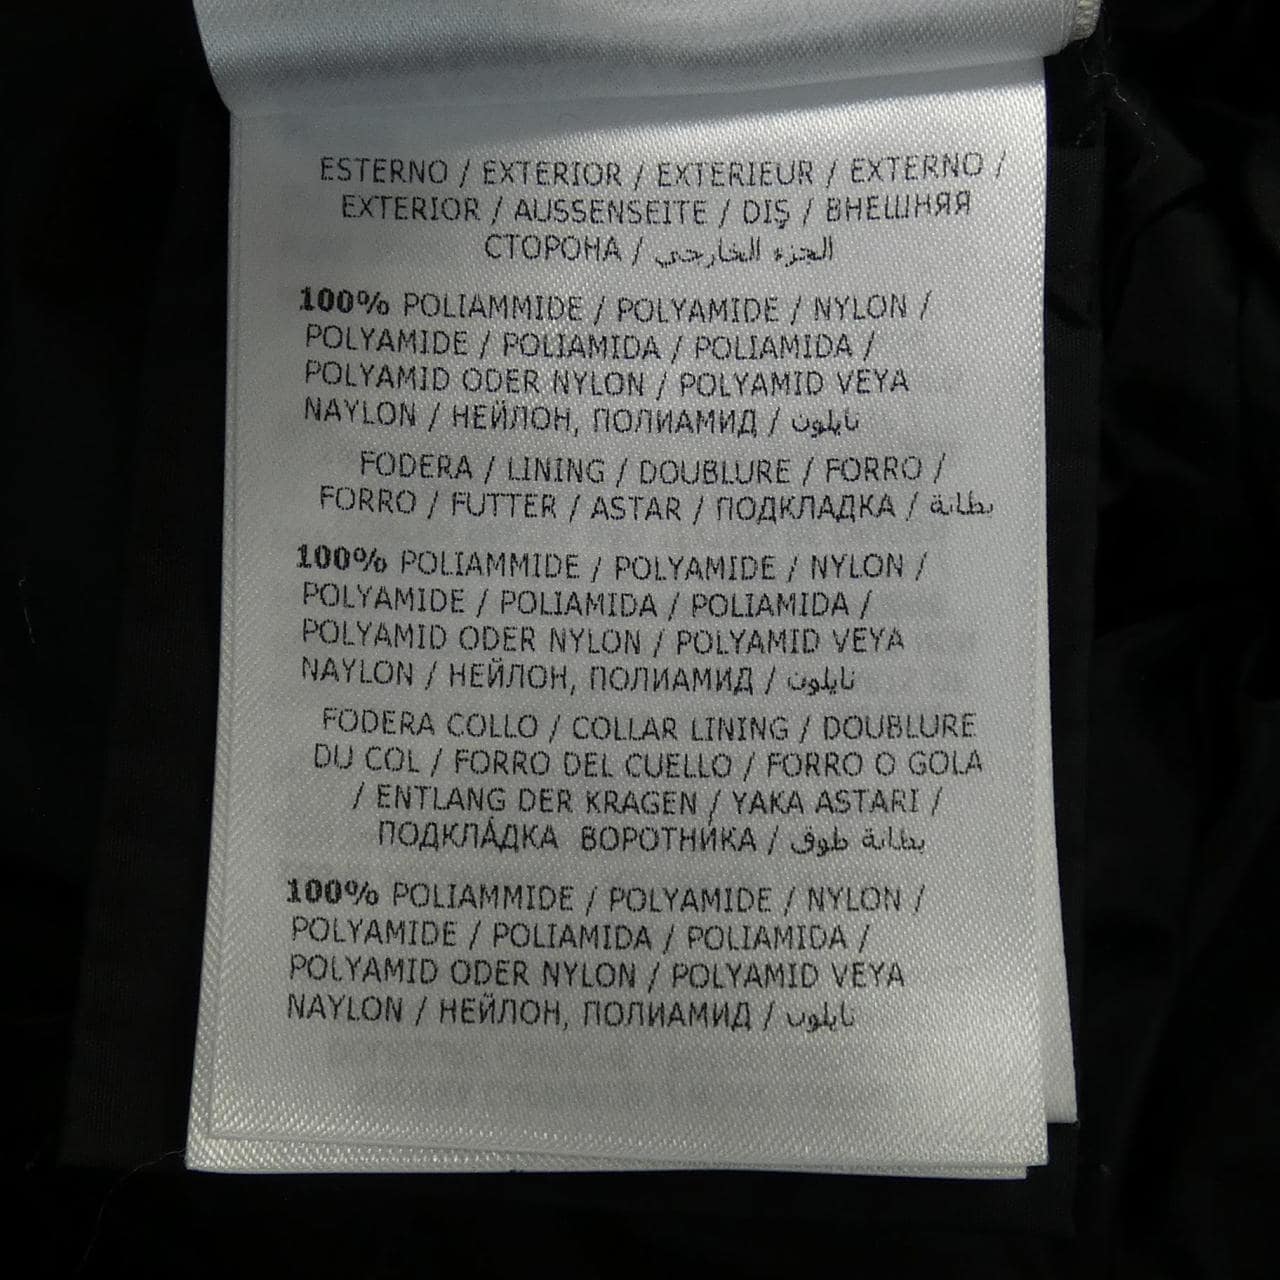 ESTERNO / EXTERIOR / EXTERIEUR / EXTERNO /
EXTERIOR / AUSSENSEITE / DIŞ / ВНЕШНЯЯ
СТОРОНА / الجزء الخارجي
100% POLIAMMIDE / POLYAMIDE / NYLON /
POLYAMIDE / POLIAMIDA / POLIAMIDA /
POLYAMID ODER NYLON / POLYAMID VEYA
NAYLON / НЕЙЛОН, ПОЛИАМИД / نايلون
FODERA / LINING / DOUBLURE / FORRO /
FORRO / FUTTER / ASTAR / ПОДКЛАДКА / بطانة
100% POLIAMMIDE / POLYAMIDE / NYLON /
POLYAMIDE / POLIAMIDA / POLIAMIDA /
POLYAMID ODER NYLON / POLYAMID VEYA
NAYLON / НЕЙЛОН, ПОЛИАМИД / نايلون
FODERA COLLO / COLLAR LINING / DOUBLURE
DU COL / FORRO DEL CUELLO / FORRO O GOLA
/ ENTLANG DER KRAGEN / YAKA ASTARI /
ПОДКЛА́ДКА ВОРОТНИ́КА / بطانة طوق
100% POLIAMMIDE / POLYAMIDE / NYLON /
POLYAMIDE / POLIAMIDA / POLIAMIDA /
POLYAMID ODER NYLON / POLYAMID VEYA
NAYLON / НЕЙЛОН, ПОЛИАМИД / نايلون